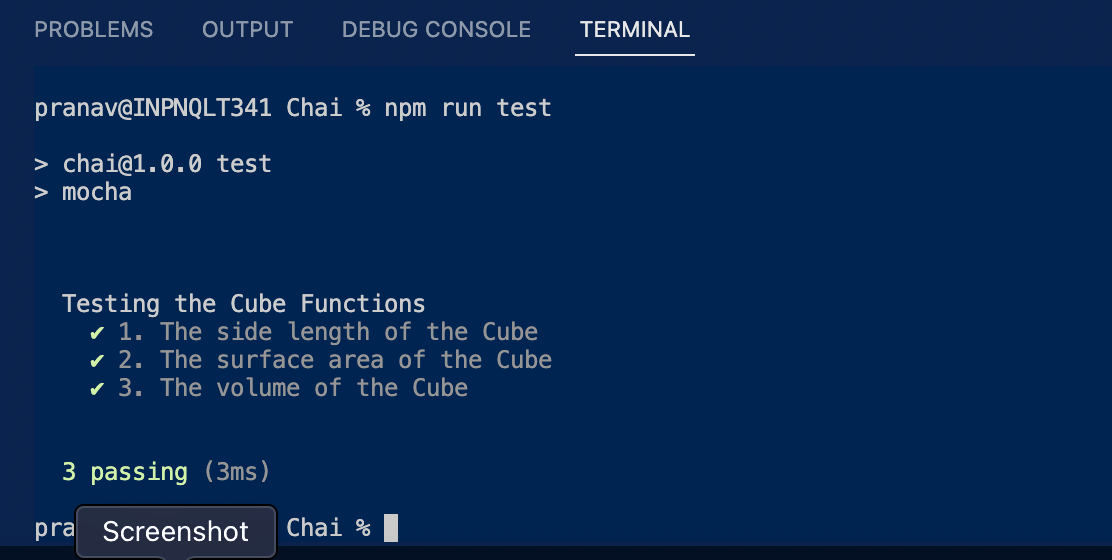 PROBLEMS OUTPUT DEBUG CONSOLE TERMINAL
pranav@INPNQLT341 Chai % npm run test
> chai@1.0.0 test
> mocha
Testing the Cube Functions
✔ 1. The side length of the Cube
✔ 2. The surface area of the Cube
✔ 3. The volume of the Cube
3 passing (3ms)
pra Screenshot Chai %